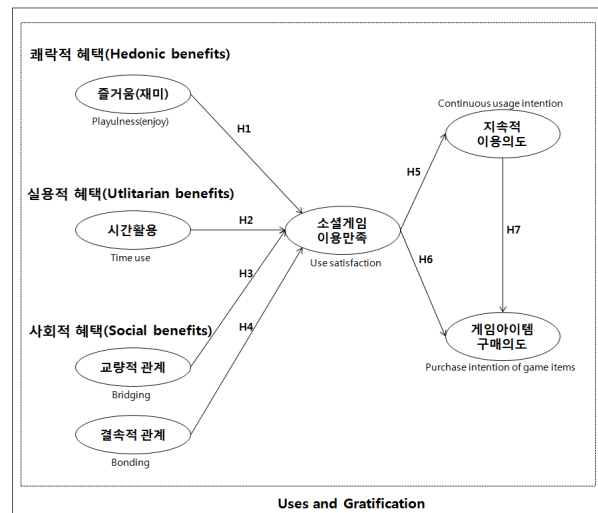 쾌락적 혜택(Hedonic benefits)
즐거움(재미)
Playulness(enjoy)
H1
Continuous usage intention
지속적
이용의도
H5
실용적 혜택(Utlitarian benefits)
시간활용
Time use
H2
소셜게임
이용만족
Use satisfaction
H7
H3
H6
H4
사회적 혜택(Social benefits)
교량적 관계
Bridging
게임아이템
구매의도
Purchase intention of game items
결속적 관계
Bonding
Uses and Gratification